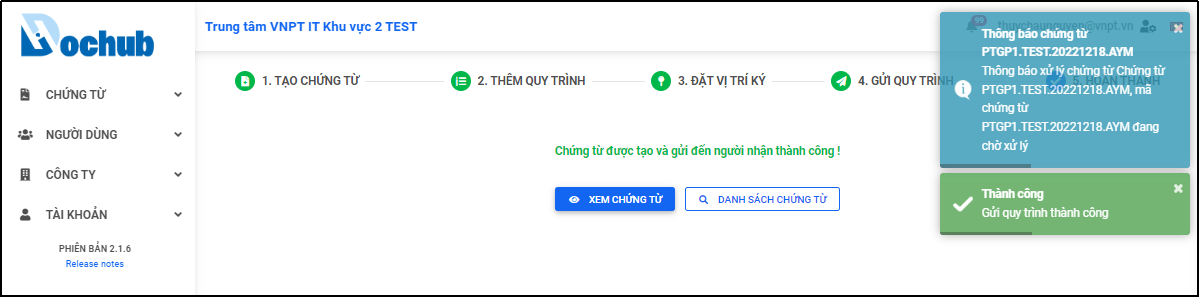 Dochub
Trung tâm VNPT IT Khu vực 2 TEST
99
thuychaunguyen@vnpt.vn
CHỨNG TỪ
NGƯỜI DÙNG
CÔNG TY
TÀI KHOẢN
PHIÊN BẢN 2.1.6
Release notes
1. TẠO CHỨNG TỪ
2. THÊM QUY TRÌNH
3. ĐẶT VỊ TRÍ KÝ
4. GỬI QUY TRÌNH
5. HOÀN THÀNH
Chứng từ được tạo và gửi đến người nhận thành công !
XEM CHỨNG TỪ
DANH SÁCH CHỨNG TỪ
Thông báo chứng từ
PTGP1.TEST.20221218.AYM
Thông báo xử lý chứng từ Chứng từ
PTGP1.TEST.20221218.AYM, mã
chứng từ
PTGP1.TEST.20221218.AYM đang
chờ xử lý
Thành công
Gửi quy trình thành công